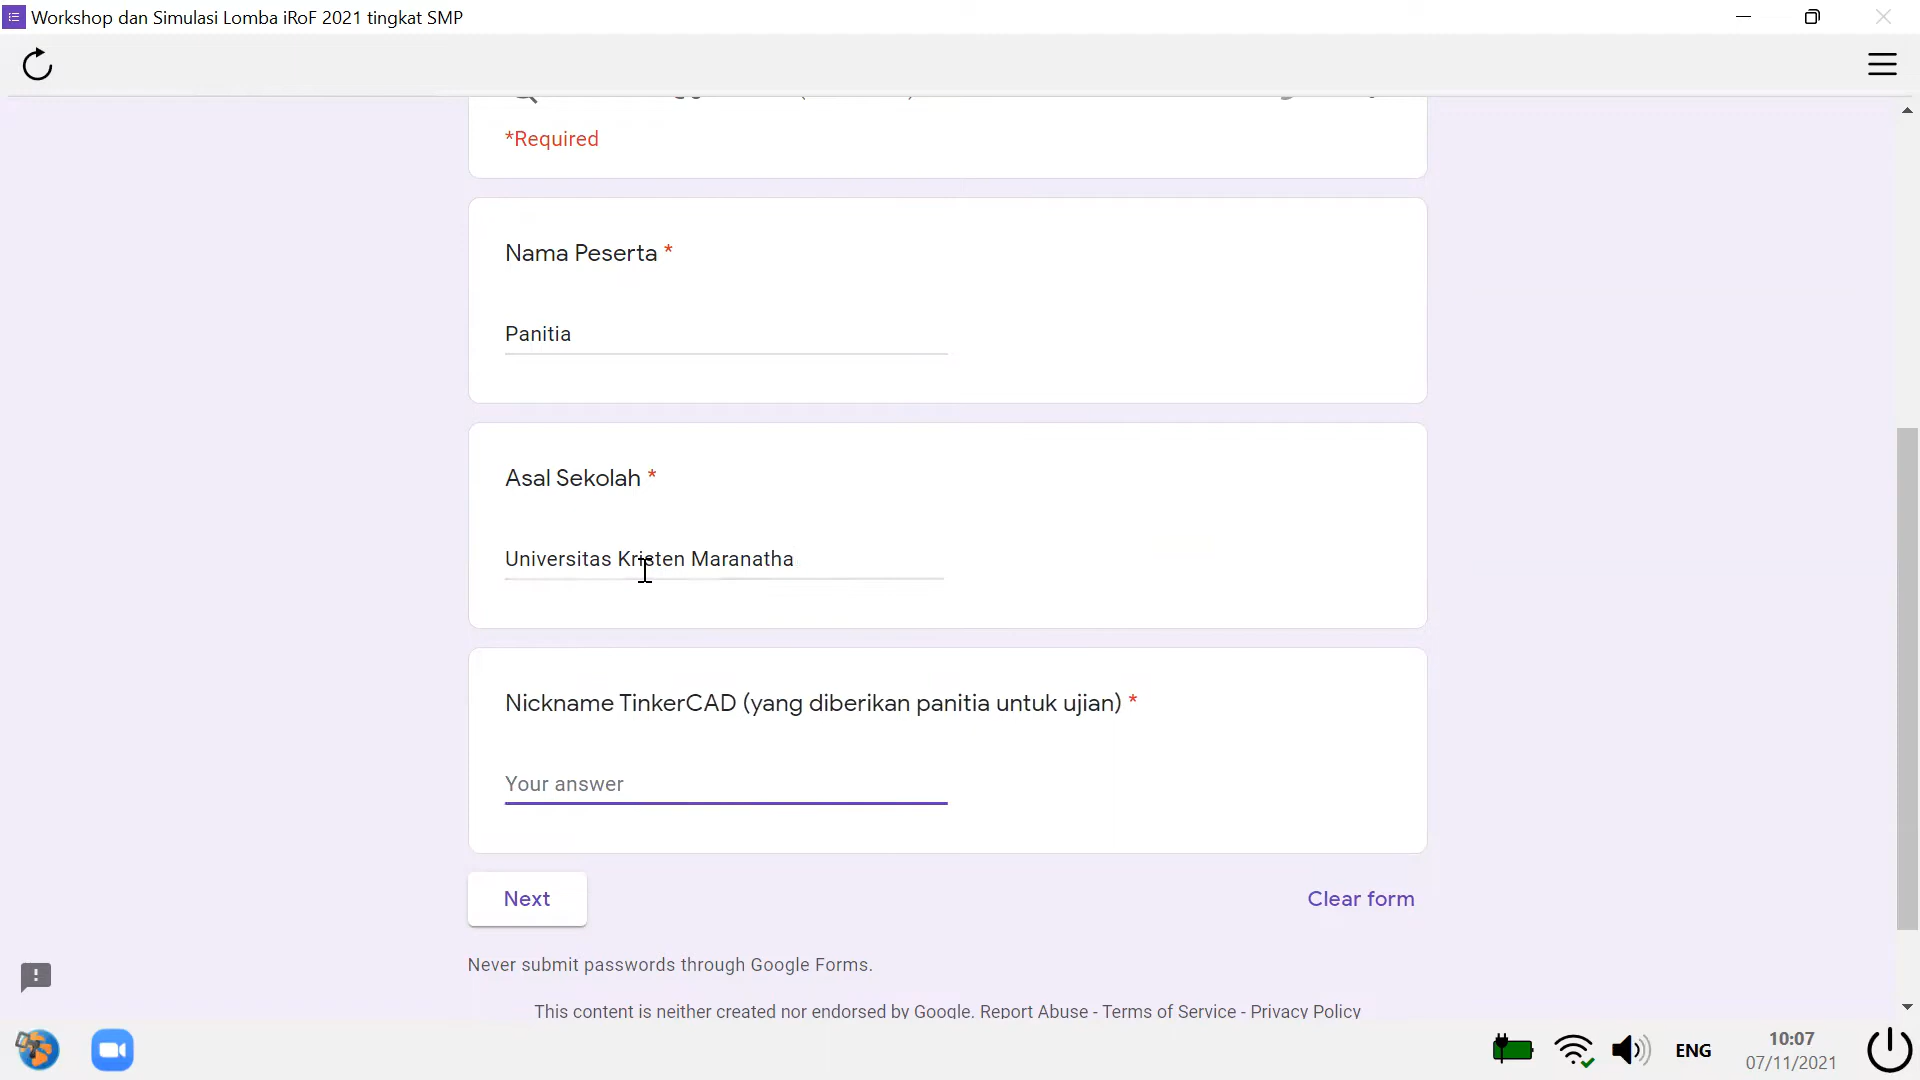 Workshop dan Simulasi Lomba iRoF 2021 tingkat SMP
*Required
Nama Peserta *
Panitia
Asal Sekolah *
Universitas Kristen Maranatha
Nickname TinkerCAD (yang diberikan panitia untuk ujian) *
Your answer
Next
Clear form
Never submit passwords through Google Forms.
This content is neither created nor endorsed by Google. Report Abuse - Terms of Service - Privacy Policy
ENG
10:07
07/11/2021